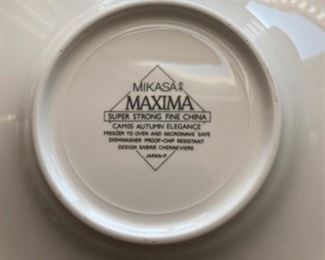 MIKASA®
MAXIMA
SUPER STRONG FINE CHINA
CAH05 AUTUMN ELEGANCE
FREEZER TO OVEN AND MICROWAVE SAFE
DISHWASHER PROOF-CHIP RESISTANT
DESIGN SABINE CHENNEVIERE
JAPAN-P